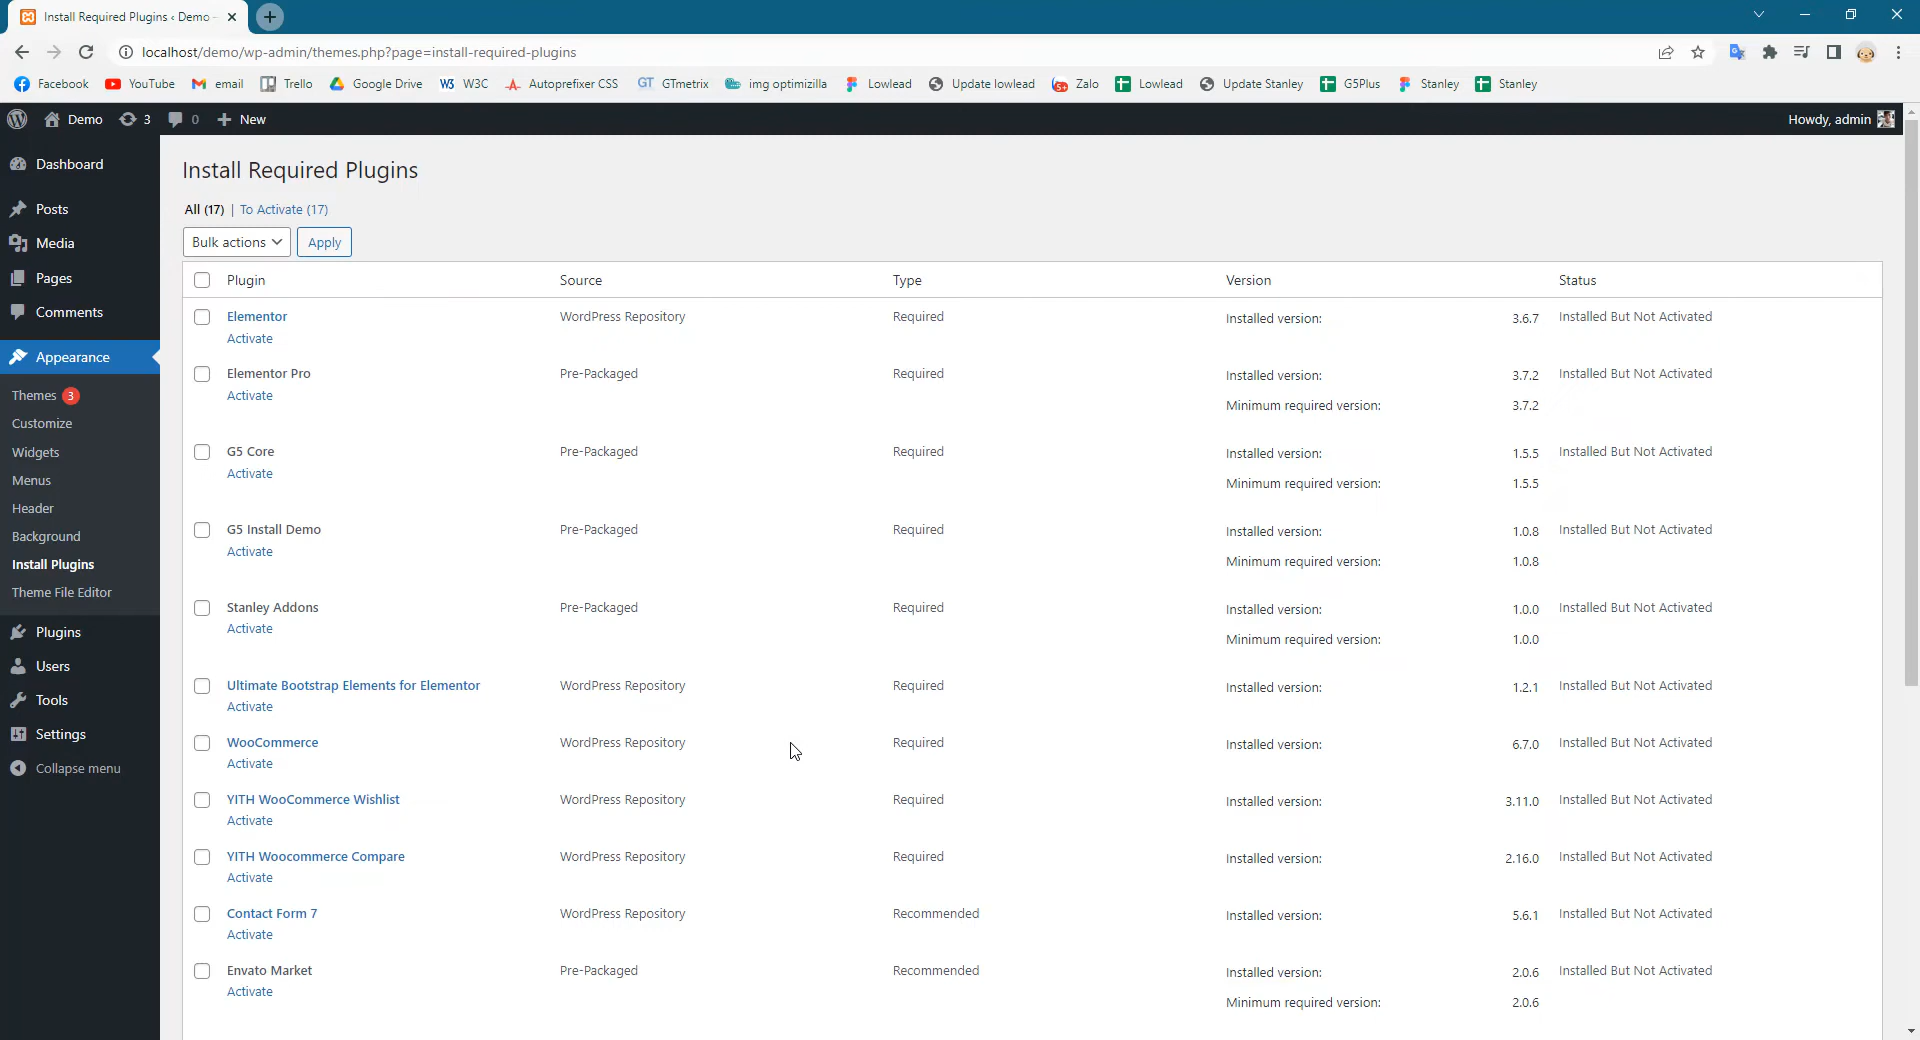 Install Required Plugins ‹ Demo
localhost/demo/wp-admin/themes.php?page=install-required-plugins
Facebook YouTube email Trello Google Drive W3 W3C Autoprefixer CSS GT GTmetrix img optimizilla Lowlead Update lowlead 5+ Zalo Lowlead Update Stanley G5Plus Stanley Stanley
Demo 3 0 New Howdy, admin
Dashboard
Posts
Media
Pages
Comments
Appearance
Themes 3
Customize
Widgets
Menus
Header
Background
Install Plugins
Theme File Editor
Plugins
Users
Tools
Settings
Collapse menu
Install Required Plugins
All (17) | To Activate (17)
Bulk actions Apply
Plugin Source Type Version Status
Elementor WordPress Repository Required Installed version: 3.6.7 Installed But Not Activated
Activate
Elementor Pro Pre-Packaged Required Installed version: 3.7.2 Installed But Not Activated
Activate Minimum required version: 3.7.2
G5 Core Pre-Packaged Required Installed version: 1.5.5 Installed But Not Activated
Activate Minimum required version: 1.5.5
G5 Install Demo Pre-Packaged Required Installed version: 1.0.8 Installed But Not Activated
Activate Minimum required version: 1.0.8
Stanley Addons Pre-Packaged Required Installed version: 1.0.0 Installed But Not Activated
Activate Minimum required version: 1.0.0
Ultimate Bootstrap Elements for Elementor WordPress Repository Required Installed version: 1.2.1 Installed But Not Activated
Activate
WooCommerce WordPress Repository Required Installed version: 6.7.0 Installed But Not Activated
Activate
YITH WooCommerce Wishlist WordPress Repository Required Installed version: 3.11.0 Installed But Not Activated
Activate
YITH Woocommerce Compare WordPress Repository Required Installed version: 2.16.0 Installed But Not Activated
Activate
Contact Form 7 WordPress Repository Recommended Installed version: 5.6.1 Installed But Not Activated
Activate
Envato Market Pre-Packaged Recommended Installed version: 2.0.6 Installed But Not Activated
Activate Minimum required version: 2.0.6